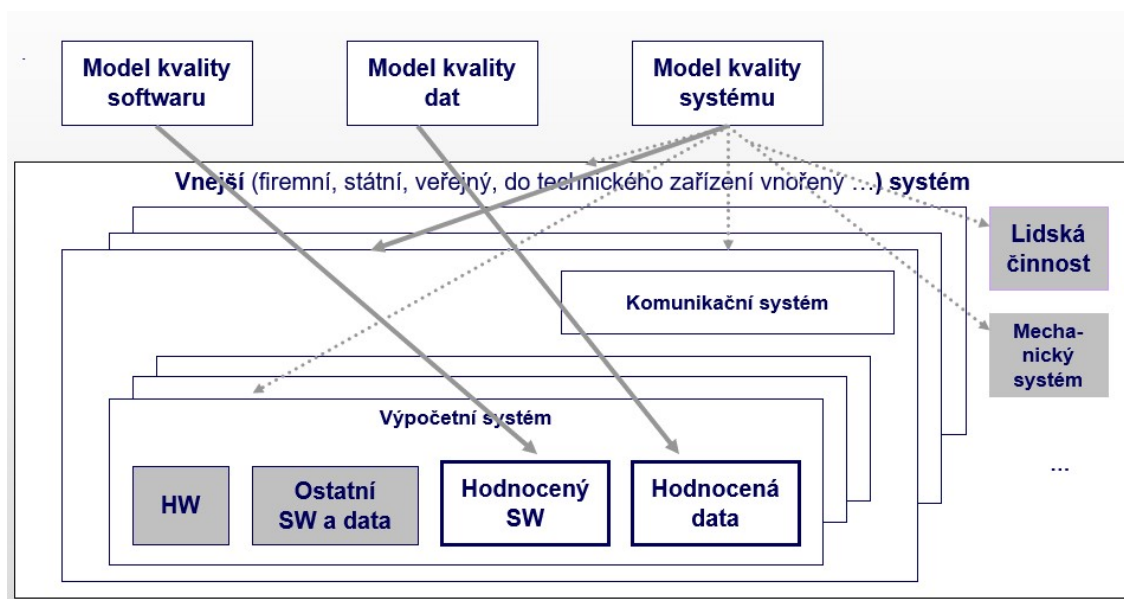 Model kvality
softwaru
Model kvality
dat
Model kvality
systému
Vnejší (firemní, státní, veřejný, do technického zařízení vnořený …) systém
Lidská
činnost
Komunikační systém
Mecha-
nický
systém
Výpočetní systém
...
HW
Ostatní
SW a data
Hodnocený
SW
Hodnocená
data